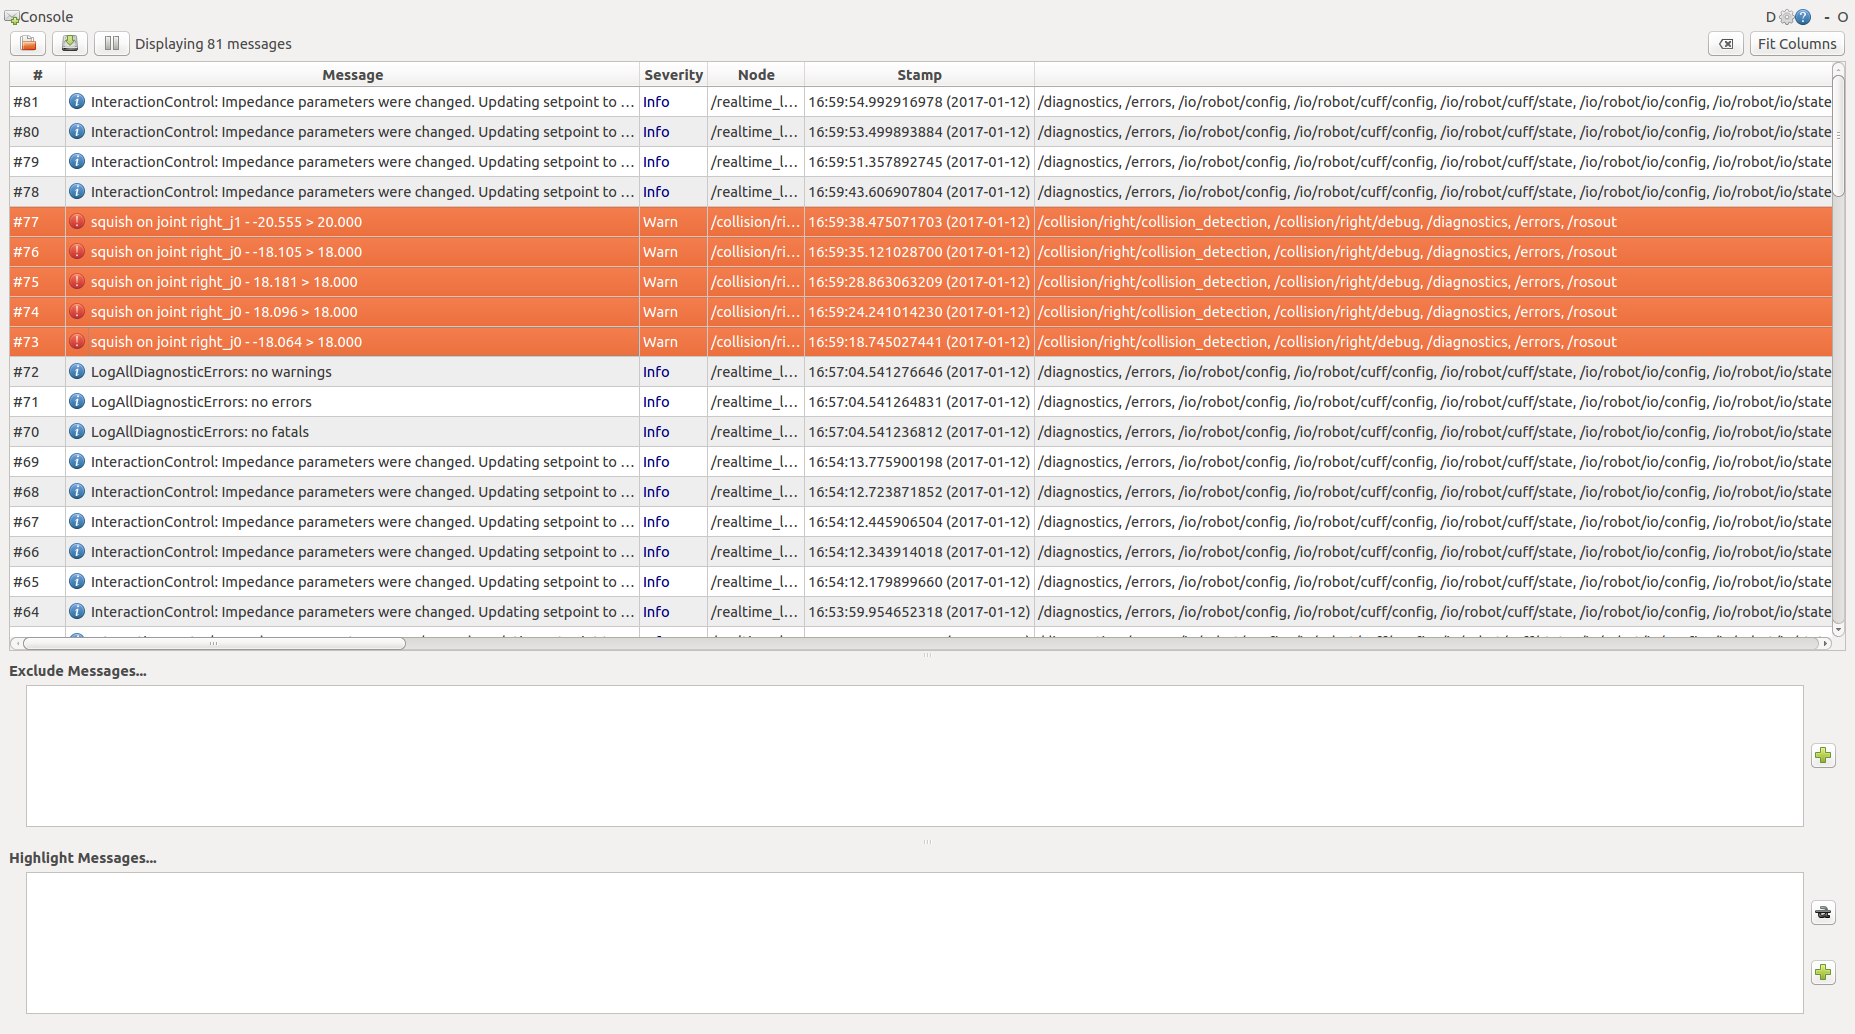 Console D ? - O
Displaying 81 messages Fit Columns
# Message Severity Node Stamp
#81 InteractionControl: Impedance parameters were changed. Updating setpoint to ... Info /realtime_l... 16:59:54.992916978 (2017-01-12) /diagnostics, /errors, /io/robot/config, /io/robot/cuff/config, /io/robot/cuff/state, /io/robot/io/config, /io/robot/io/state
#80 InteractionControl: Impedance parameters were changed. Updating setpoint to ... Info /realtime_l... 16:59:53.499893884 (2017-01-12) /diagnostics, /errors, /io/robot/config, /io/robot/cuff/config, /io/robot/cuff/state, /io/robot/io/config, /io/robot/io/state
#79 InteractionControl: Impedance parameters were changed. Updating setpoint to ... Info /realtime_l... 16:59:51.357892745 (2017-01-12) /diagnostics, /errors, /io/robot/config, /io/robot/cuff/config, /io/robot/cuff/state, /io/robot/io/config, /io/robot/io/state
#78 InteractionControl: Impedance parameters were changed. Updating setpoint to ... Info /realtime_l... 16:59:43.606907804 (2017-01-12) /diagnostics, /errors, /io/robot/config, /io/robot/cuff/config, /io/robot/cuff/state, /io/robot/io/config, /io/robot/io/state
#77 squish on joint right_j1 - -20.555 > 20.000 Warn /collision/ri... 16:59:38.475071703 (2017-01-12) /collision/right/collision_detection, /collision/right/debug, /diagnostics, /errors, /rosout
#76 squish on joint right_j0 - -18.105 > 18.000 Warn /collision/ri... 16:59:35.121028700 (2017-01-12) /collision/right/collision_detection, /collision/right/debug, /diagnostics, /errors, /rosout
#75 squish on joint right_j0 - 18.181 > 18.000 Warn /collision/ri... 16:59:28.863063209 (2017-01-12) /collision/right/collision_detection, /collision/right/debug, /diagnostics, /errors, /rosout
#74 squish on joint right_j0 - 18.096 > 18.000 Warn /collision/ri... 16:59:24.241014230 (2017-01-12) /collision/right/collision_detection, /collision/right/debug, /diagnostics, /errors, /rosout
#73 squish on joint right_j0 - -18.064 > 18.000 Warn /collision/ri... 16:59:18.745027441 (2017-01-12) /collision/right/collision_detection, /collision/right/debug, /diagnostics, /errors, /rosout
#72 LogAllDiagnosticErrors: no warnings Info /realtime_l... 16:57:04.541276646 (2017-01-12) /diagnostics, /errors, /io/robot/config, /io/robot/cuff/config, /io/robot/cuff/state, /io/robot/io/config, /io/robot/io/state
#71 LogAllDiagnosticErrors: no errors Info /realtime_l... 16:57:04.541264831 (2017-01-12) /diagnostics, /errors, /io/robot/config, /io/robot/cuff/config, /io/robot/cuff/state, /io/robot/io/config, /io/robot/io/state
#70 LogAllDiagnosticErrors: no fatals Info /realtime_l... 16:57:04.541236812 (2017-01-12) /diagnostics, /errors, /io/robot/config, /io/robot/cuff/config, /io/robot/cuff/state, /io/robot/io/config, /io/robot/io/state
#69 InteractionControl: Impedance parameters were changed. Updating setpoint to ... Info /realtime_l... 16:54:13.775900198 (2017-01-12) /diagnostics, /errors, /io/robot/config, /io/robot/cuff/config, /io/robot/cuff/state, /io/robot/io/config, /io/robot/io/state
#68 InteractionControl: Impedance parameters were changed. Updating setpoint to ... Info /realtime_l... 16:54:12.723871852 (2017-01-12) /diagnostics, /errors, /io/robot/config, /io/robot/cuff/config, /io/robot/cuff/state, /io/robot/io/config, /io/robot/io/state
#67 InteractionControl: Impedance parameters were changed. Updating setpoint to ... Info /realtime_l... 16:54:12.445906504 (2017-01-12) /diagnostics, /errors, /io/robot/config, /io/robot/cuff/config, /io/robot/cuff/state, /io/robot/io/config, /io/robot/io/state
#66 InteractionControl: Impedance parameters were changed. Updating setpoint to ... Info /realtime_l... 16:54:12.343914018 (2017-01-12) /diagnostics, /errors, /io/robot/config, /io/robot/cuff/config, /io/robot/cuff/state, /io/robot/io/config, /io/robot/io/state
#65 InteractionControl: Impedance parameters were changed. Updating setpoint to ... Info /realtime_l... 16:54:12.179899660 (2017-01-12) /diagnostics, /errors, /io/robot/config, /io/robot/cuff/config, /io/robot/cuff/state, /io/robot/io/config, /io/robot/io/state
#64 InteractionControl: Impedance parameters were changed. Updating setpoint to ... Info /realtime_l... 16:53:59.954652318 (2017-01-12) /diagnostics, /errors, /io/robot/config, /io/robot/cuff/config, /io/robot/cuff/state, /io/robot/io/config, /io/robot/io/state
Exclude Messages...
Highlight Messages...